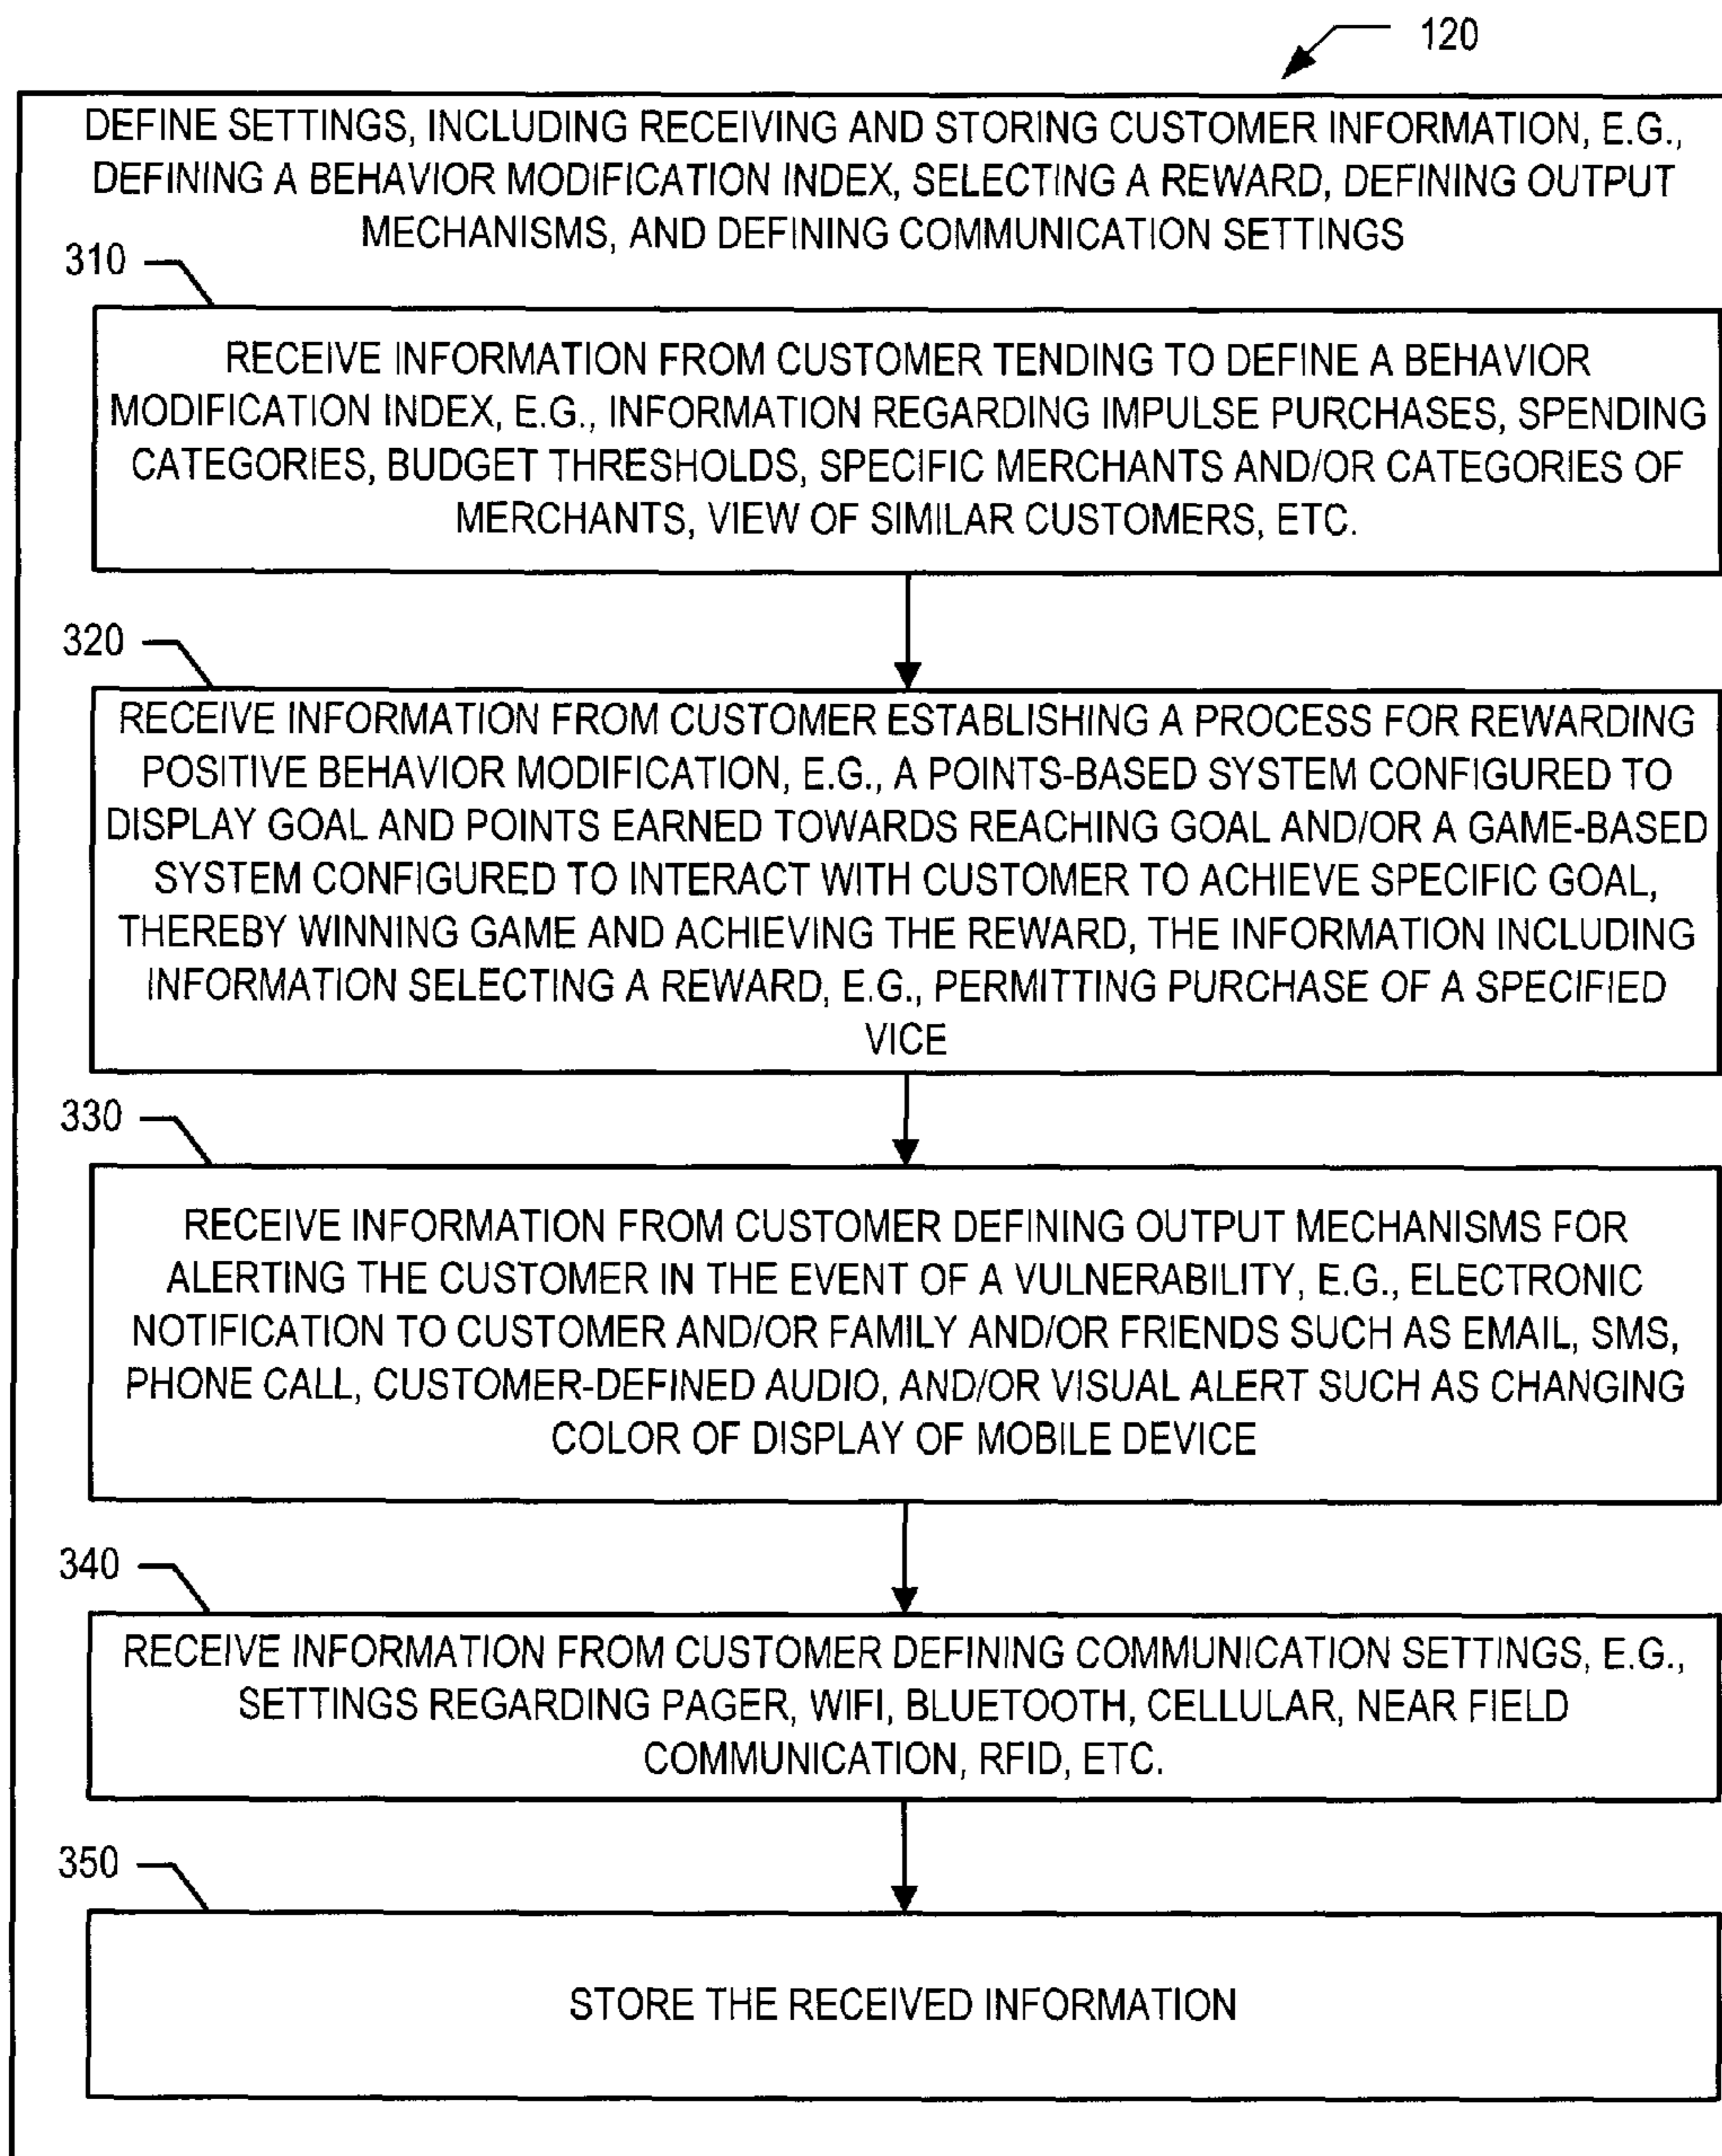 120
DEFINE SETTINGS, INCLUDING RECEIVING AND STORING CUSTOMER INFORMATION, E.G.,
DEFINING A BEHAVIOR MODIFICATION INDEX, SELECTING A REWARD, DEFINING OUTPUT
MECHANISMS, AND DEFINING COMMUNICATION SETTINGS
310
RECEIVE INFORMATION FROM CUSTOMER TENDING TO DEFINE A BEHAVIOR
MODIFICATION INDEX, E.G., INFORMATION REGARDING IMPULSE PURCHASES, SPENDING
CATEGORIES, BUDGET THRESHOLDS, SPECIFIC MERCHANTS AND/OR CATEGORIES OF
MERCHANTS, VIEW OF SIMILAR CUSTOMERS, ETC.
320
RECEIVE INFORMATION FROM CUSTOMER ESTABLISHING A PROCESS FOR REWARDING
POSITIVE BEHAVIOR MODIFICATION, E.G., A POINTS-BASED SYSTEM CONFIGURED TO
DISPLAY GOAL AND POINTS EARNED TOWARDS REACHING GOAL AND/OR A GAME-BASED
SYSTEM CONFIGURED TO INTERACT WITH CUSTOMER TO ACHIEVE SPECIFIC GOAL,
THEREBY WINNING GAME AND ACHIEVING THE REWARD, THE INFORMATION INCLUDING
INFORMATION SELECTING A REWARD, E.G., PERMITTING PURCHASE OF A SPECIFIED
VICE
330
RECEIVE INFORMATION FROM CUSTOMER DEFINING OUTPUT MECHANISMS FOR
ALERTING THE CUSTOMER IN THE EVENT OF A VULNERABILITY, E.G., ELECTRONIC
NOTIFICATION TO CUSTOMER AND/OR FAMILY AND/OR FRIENDS SUCH AS EMAIL, SMS,
PHONE CALL, CUSTOMER-DEFINED AUDIO, AND/OR VISUAL ALERT SUCH AS CHANGING
COLOR OF DISPLAY OF MOBILE DEVICE
340
RECEIVE INFORMATION FROM CUSTOMER DEFINING COMMUNICATION SETTINGS, E.G.,
SETTINGS REGARDING PAGER, WIFI, BLUETOOTH, CELLULAR, NEAR FIELD
COMMUNICATION, RFID, ETC.
350
STORE THE RECEIVED INFORMATION